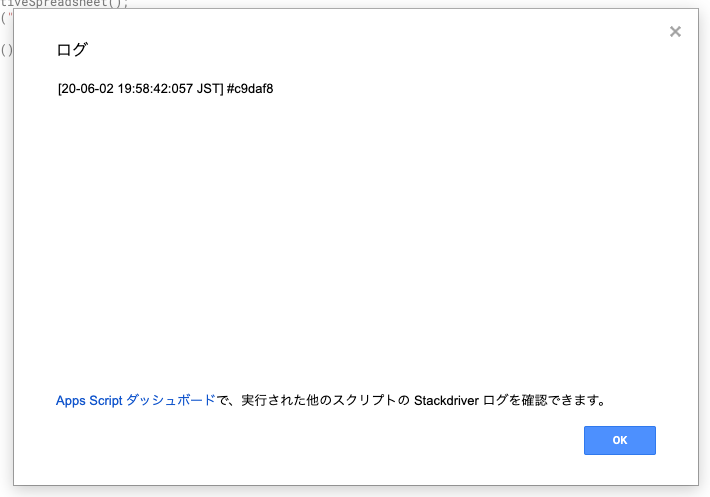 tiveSpreadsheet();
("
()
×
ログ
[20-06-02 19:58:42:057 JST] #c9daf8
Apps Script ダッシュボードで、実行された他のスクリプトの Stackdriver ログを確認できます。
OK